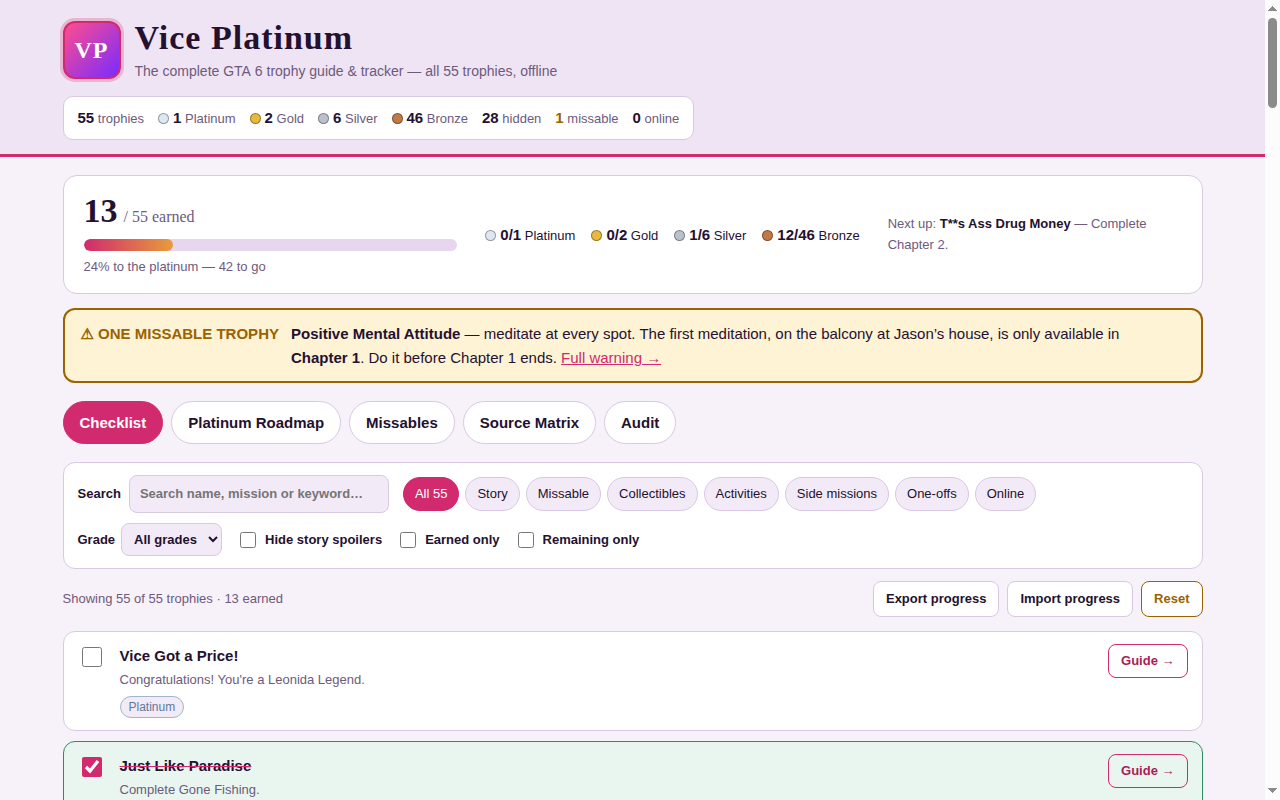 VP
Vice Platinum
The complete GTA 6 trophy guide & tracker — all 55 trophies, offline
55 trophies 1 Platinum 2 Gold 6 Silver 46 Bronze 28 hidden 1 missable 0 online
13 / 55 earned
24% to the platinum — 42 to go
0/1 Platinum 0/2 Gold 1/6 Silver 12/46 Bronze
Next up: T**s Ass Drug Money — Complete
Chapter 2.
⚠ ONE MISSABLE TROPHY
Positive Mental Attitude — meditate at every spot. The first meditation, on the balcony at Jason’s house, is only available in
Chapter 1. Do it before Chapter 1 ends. Full warning →
Checklist Platinum Roadmap Missables Source Matrix Audit
Search Search name, mission or keyword… All 55 Story Missable Collectibles Activities Side missions One-offs Online
Grade All grades Hide story spoilers Earned only Remaining only
Showing 55 of 55 trophies · 13 earned Export progress Import progress Reset
Vice Got a Price! Guide →
Congratulations! You're a Leonida Legend.
Platinum
Just Like Paradise Guide →
Complete Gone Fishing.